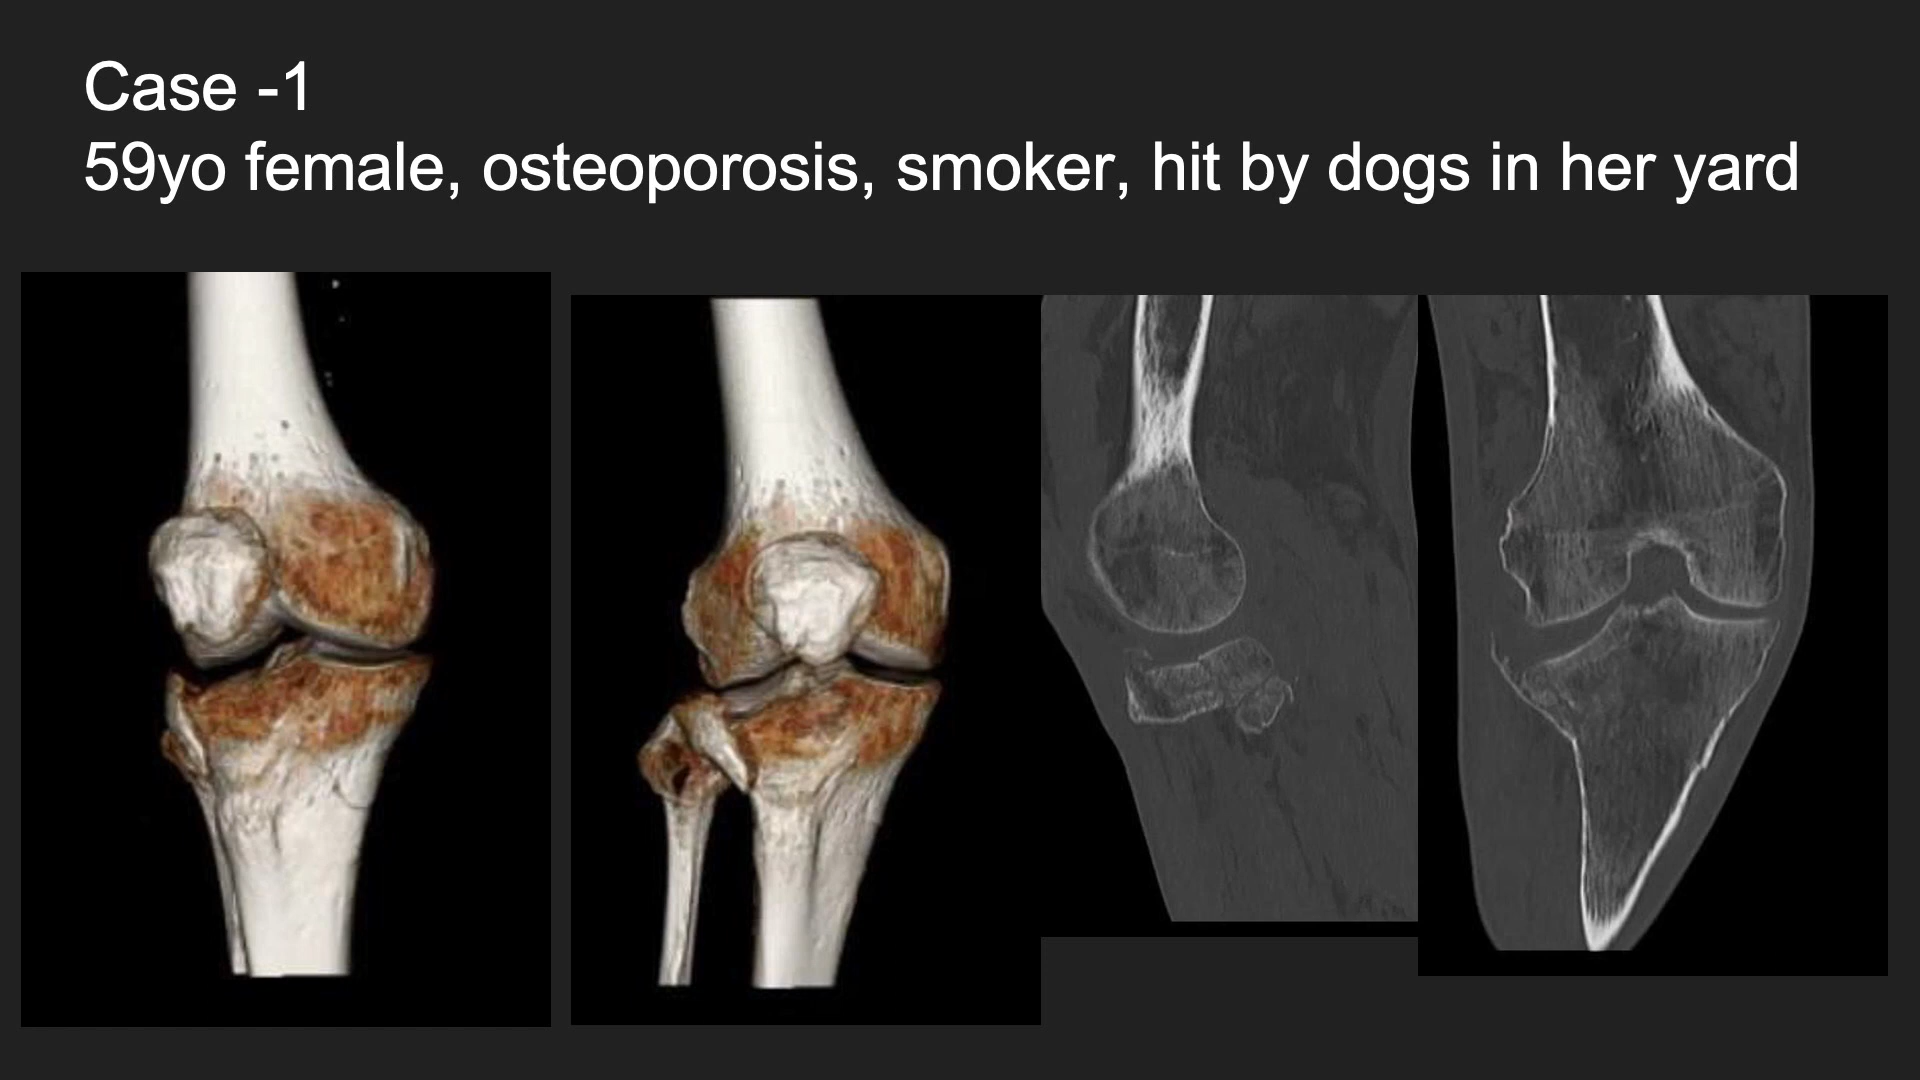 Case -1
59yo female, osteoporosis, smoker, hit by dogs in her yard